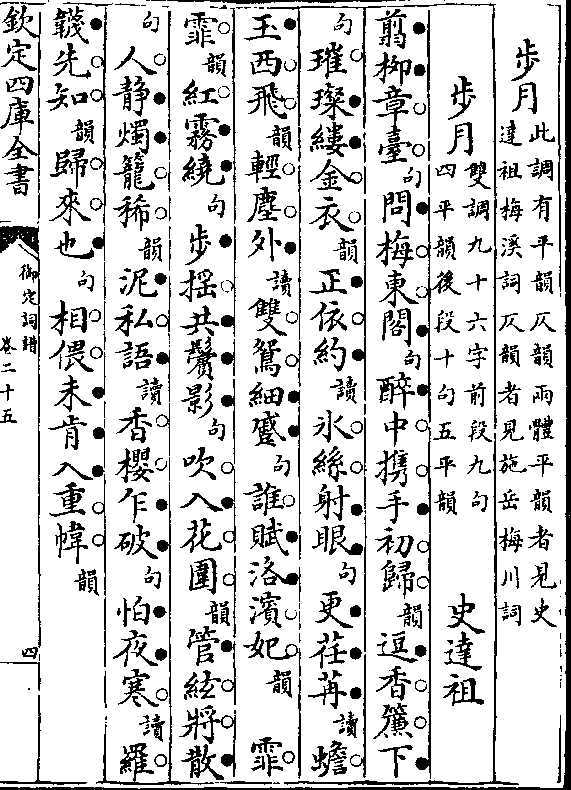 步月 此調有平韻仄韻兩體平韻者見史
達祖梅溪詞仄韻者見施岳梅川詞
步月 雙調九十六字前段九句
四平韻後段十句五平韻 史達祖
翦柳章臺句問梅東閣句醉中攜手初歸韻逗香簾下
句璀璨縷金衣韻正依約讀氷絲射眼句更荏苒讀蟾
玉西飛韻輕塵外讀雙鴛細蹙句誰賦洛濱妃韻 霏
霏韻紅霧繞句步揺共鬢影句吹入花圍韻管絃將散
句人靜燭籠稀韻泥私語讀香櫻乍破句怕夜寒讀羅
韈先知韻歸來也句相偎未肯入重幃韻
欽定四庫全書
御定詞譜
卷二十五
四